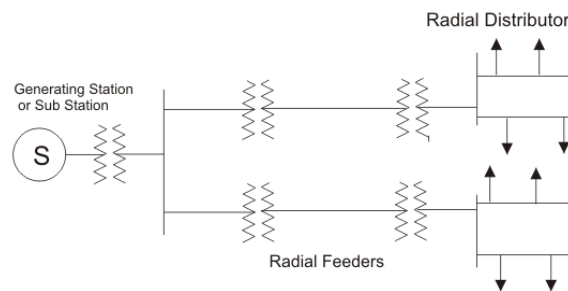 Radial Distributor
Generating Station
or Sub Station
S
Radial Feeders